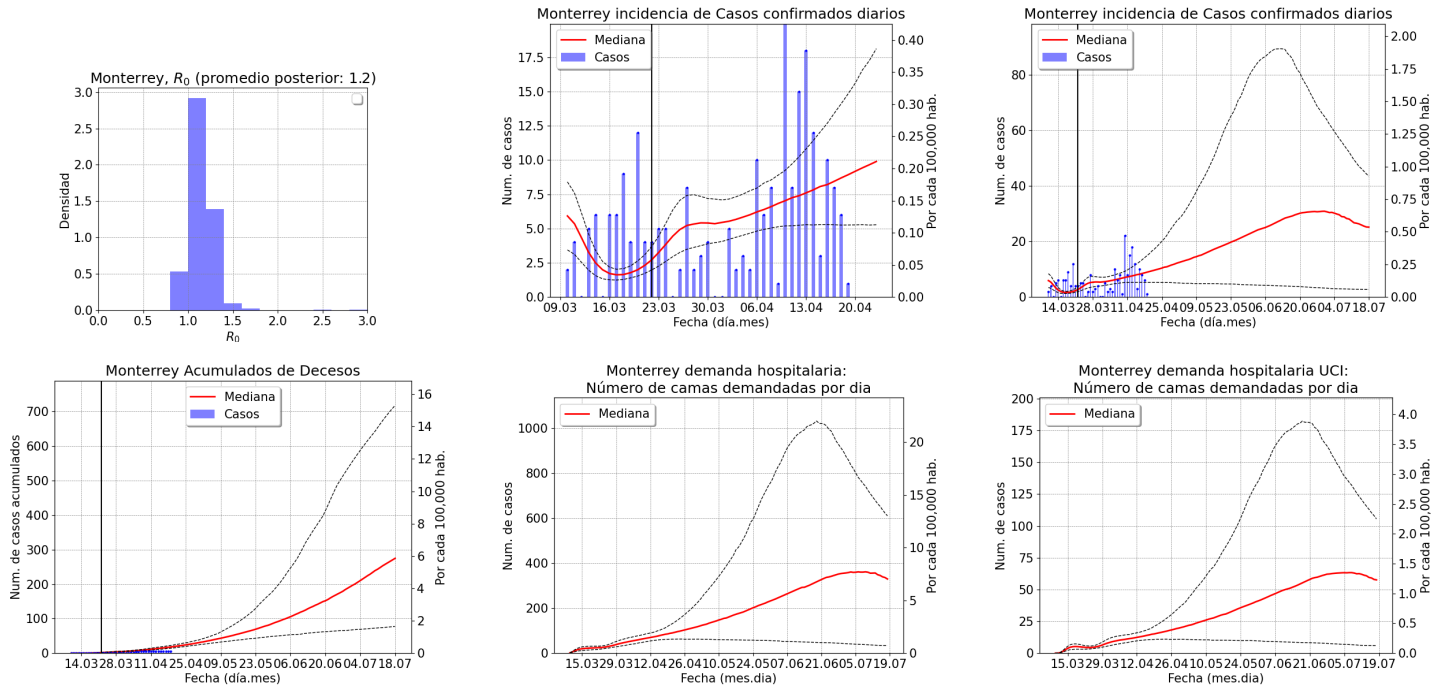 Monterrey, R0 (promedio posterior: 1.2)
Densidad
3.0
2.5
2.0
1.5
1.0
0.5
0.0
0.0 0.5 1.0 1.5 2.0 2.5 3.0
R0
Monterrey incidencia de Casos confirmados diarios
Mediana
Casos
Num. de casos
17.5
15.0
12.5
10.0
7.5
5.0
2.5
0.0
0.40
0.35
0.30
0.25
0.20
0.15
0.10
0.05
0.00
Por cada 100,000 hab.
09.03 16.03 23.03 30.03 06.04 13.04 20.04
Fecha (día.mes)
Monterrey incidencia de Casos confirmados diarios
Mediana
Casos
Num. de casos
80
60
40
20
0
2.00
1.75
1.50
1.25
1.00
0.75
0.50
0.25
0.00
Por cada 100,000 hab.
14.03 28.03 11.04 25.04 09.05 23.05 06.06 20.06 04.07 18.07
Fecha (día.mes)
Monterrey Acumulados de Decesos
Mediana
Casos
Num. de casos acumulados
700
600
500
400
300
200
100
0
16
14
12
10
8
6
4
2
0
Por cada 100,000 hab.
14.03 28.03 11.04 25.04 09.05 23.05 06.06 20.06 04.07 18.07
Fecha (día.mes)
Monterrey demanda hospitalaria:
Número de camas demandadas por dia
Mediana
Num. de casos
1000
800
600
400
200
0
20
15
10
5
0
Por cada 100,000 hab.
15.03 29.03 12.04 26.04 10.05 24.05 07.06 21.06 05.07 19.07
Fecha (mes.dia)
Monterrey demanda hospitalaria UCI:
Número de camas demandadas por dia
Mediana
Num. de casos
200
175
150
125
100
75
50
25
0
4.0
3.5
3.0
2.5
2.0
1.5
1.0
0.5
0.0
Por cada 100,000 hab.
15.03 29.03 12.04 26.04 10.05 24.05 07.06 21.06 05.07 19.07
Fecha (mes.dia)